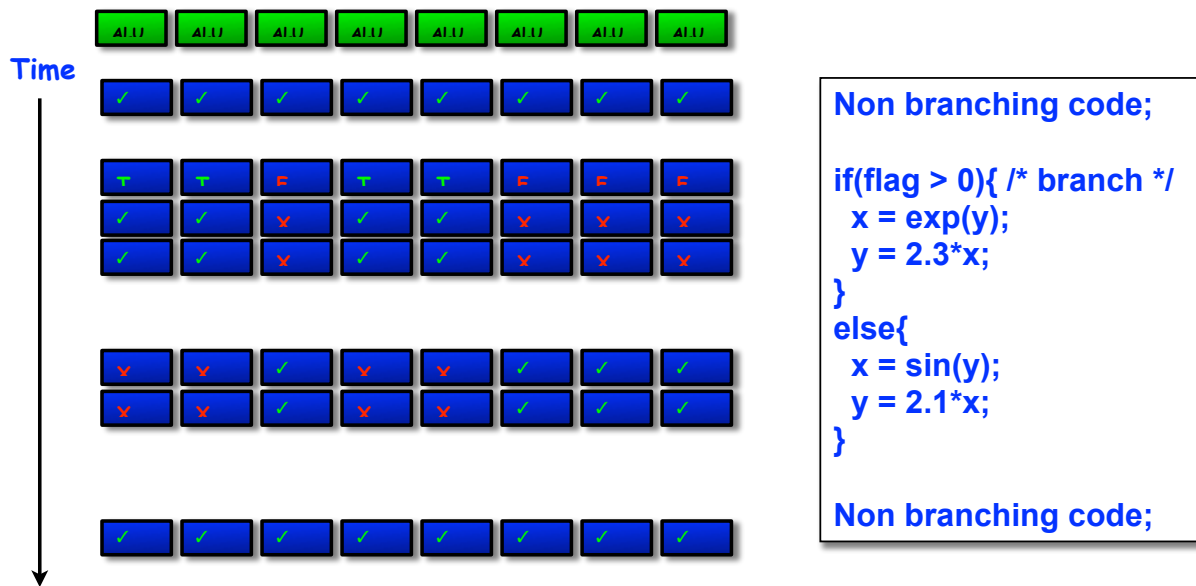 ALU ALU ALU ALU ALU ALU ALU ALU
Time
✓ ✓ ✓ ✓ ✓ ✓ ✓ ✓
T T F T T F F F
✓ ✓ X ✓ ✓ X X X
✓ ✓ X ✓ ✓ X X X
X X ✓ X X ✓ ✓ ✓
X X ✓ X X ✓ ✓ ✓
✓ ✓ ✓ ✓ ✓ ✓ ✓ ✓
Non branching code;
if(flag > 0){ /* branch */
x = exp(y);
y = 2.3*x;
}
else{
x = sin(y);
y = 2.1*x;
}
Non branching code;